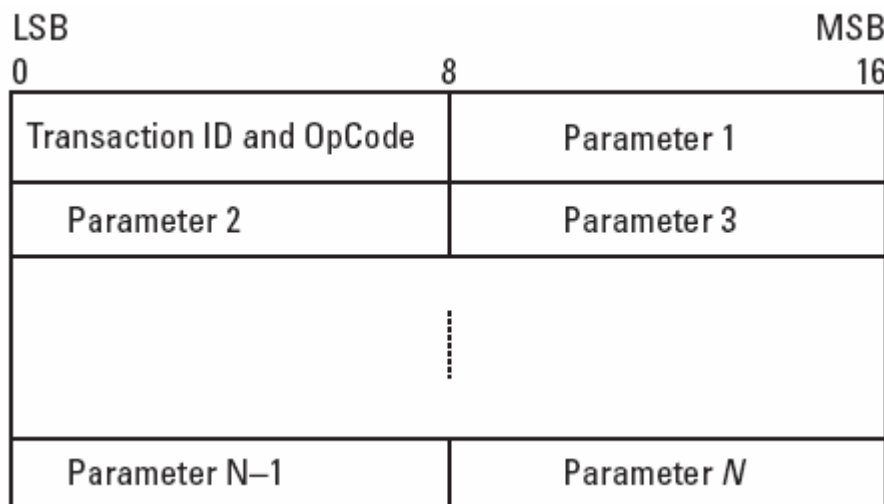 LSB MSB
0 8 16
Transaction ID and OpCode Parameter 1
Parameter 2 Parameter 3
Parameter N–1 Parameter N